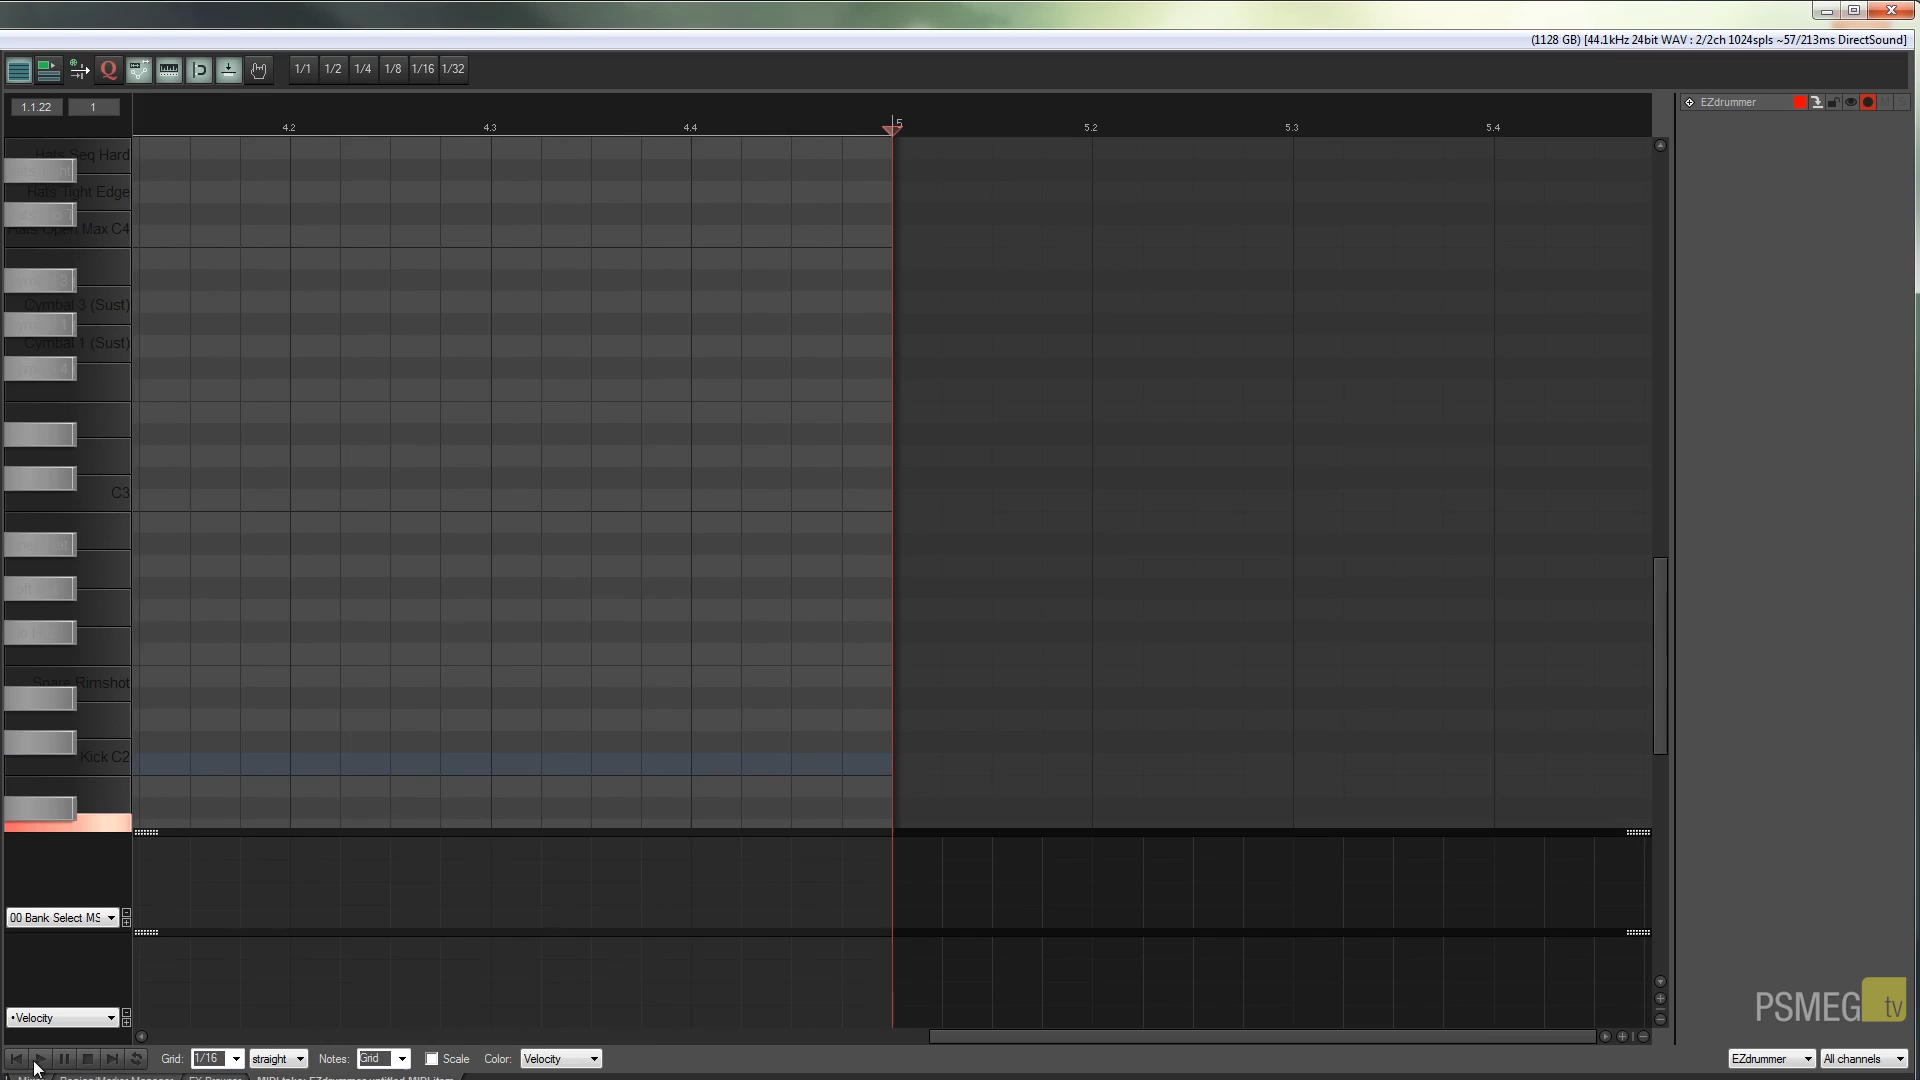 (1128 GB) [44.1kHz 24bit WAV : 2/2ch 1024spls ~57/213ms DirectSound]
Q 1/1 1/2 1/4 1/8 1/16 1/32
1.1.22 1
EZdrummer
4.2 4.3 4.4 5 5.2 5.3 5.4
Hats Seq Hard
Hats Tight Edge
Hats Open Max C4
Cymbal 3 (Sust)
Cymbal 1 (Sust)
C3
Snare Rimshot
Kick C2
00 Bank Select MS
•Velocity
PSMEG tv
Grid: 1/16 straight Notes: Grid Scale Color: Velocity EZdrummer All channels